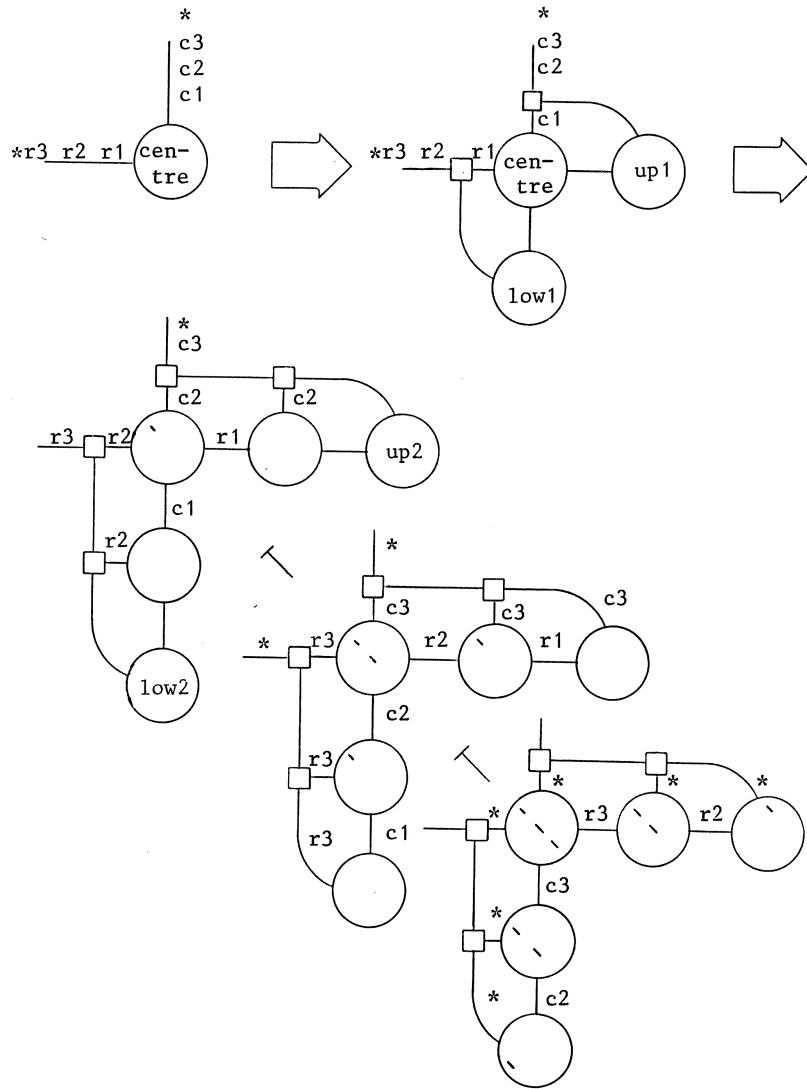 *
c3
c2
c1
*r3 r2 r1
cen-
tre
*
c3
c2
c1
*r3 r2 r1
cen-
tre
up1
low1
*
c3
c2
c2
r3 r2
r1
up2
c1
r2
low2
*
c3
c3
c3
* r3
r2
r1
c2
r3
r3
c1
*
*
*
*
r3
r2
c3
*
*
c2